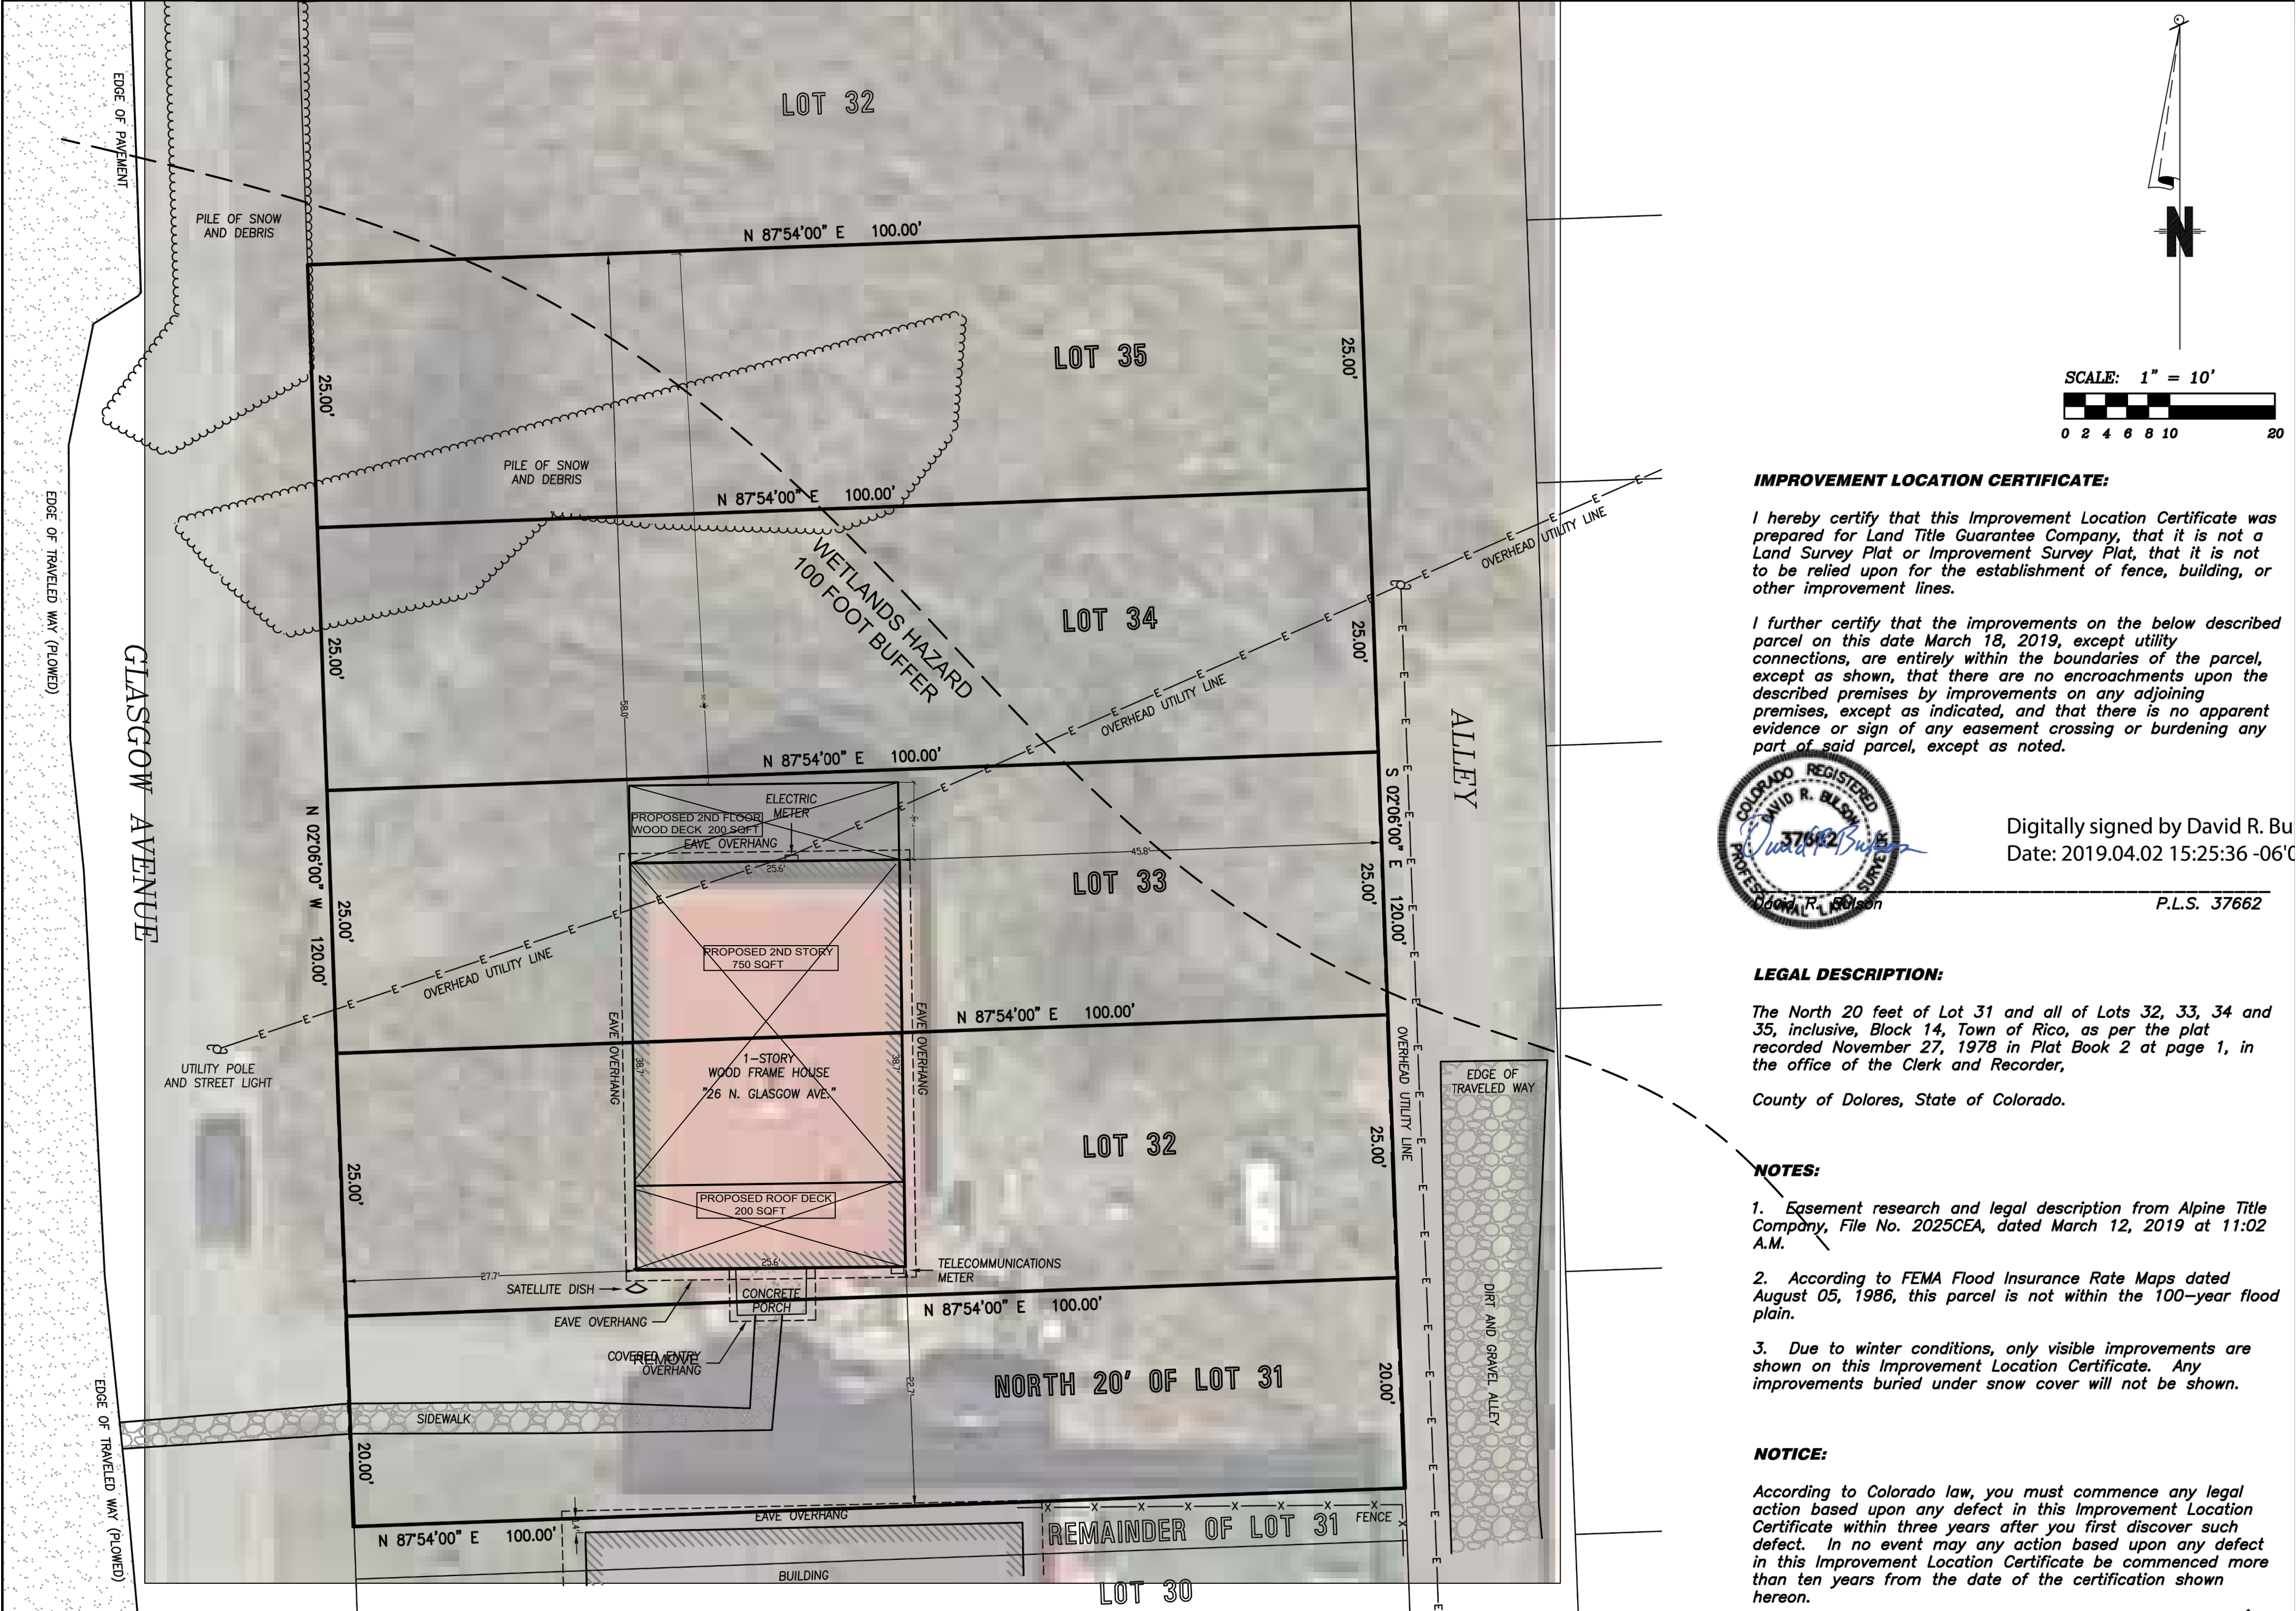 LOT 32
EDGE OF PAVEMENT
PILE OF SNOW
AND DEBRIS
N 87°54'00" E 100.00'
LOT 35
25.00'
25.00'
PILE OF SNOW
AND DEBRIS
N 87°54'00" E 100.00'
EDGE OF TRAVELED WAY (PLOWED)
WETLANDS HAZARD
100 FOOT BUFFER
OVERHEAD UTILITY LINE
LOT 34
25.00'
25.00'
58.0'
OVERHEAD UTILITY LINE
GLASGOW AVENUE
ALLEY
N 87°54'00" E 100.00'
N 02°06'00" W 120.00'
S 02°06'00" E 120.00'
ELECTRIC
METER
PROPOSED 2ND FLOOR
WOOD DECK 200 SQFT
EAVE OVERHANG
25.6'
45.8'
LOT 33
25.00'
25.00'
OVERHEAD UTILITY LINE
PROPOSED 2ND STORY
750 SQFT
N 87°54'00" E 100.00'
EAVE OVERHANG
EAVE OVERHANG
38.7'
38.7'
1-STORY
WOOD FRAME HOUSE
"26 N. GLASGOW AVE."
UTILITY POLE
AND STREET LIGHT
OVERHEAD UTILITY LINE
EDGE OF
TRAVELED WAY
LOT 32
25.00'
25.00'
PROPOSED ROOF DECK
200 SQFT
25.6'
27.7'
TELECOMMUNICATIONS
METER
SATELLITE DISH
CONCRETE
PORCH
N 87°54'00" E 100.00'
EAVE OVERHANG
COVERED ENTRY
OVERHANG
REMOVE
22.7'
NORTH 20' OF LOT 31
20.00'
20.00'
DIRT AND GRAVEL ALLEY
SIDEWALK
EDGE OF TRAVELED WAY (PLOWED)
N 87°54'00" E 100.00'
EAVE OVERHANG
FENCE
REMAINDER OF LOT 31
BUILDING
LOT 30
N
SCALE: 1" = 10'
0 2 4 6 8 10 20
IMPROVEMENT LOCATION CERTIFICATE:
I hereby certify that this Improvement Location Certificate was
prepared for Land Title Guarantee Company, that it is not a
Land Survey Plat or Improvement Survey Plat, that it is not
to be relied upon for the establishment of fence, building, or
other improvement lines.
I further certify that the improvements on the below described
parcel on this date March 18, 2019, except utility
connections, are entirely within the boundaries of the parcel,
except as shown, that there are no encroachments upon the
described premises by improvements on any adjoining
premises, except as indicated, and that there is no apparent
evidence or sign of any easement crossing or burdening any
part of said parcel, except as noted.
COLORADO REGISTERED
DAVID R. BULSON
37662
PROFESSIONAL LAND SURVEYOR
Digitally signed by David R. Bu
Date: 2019.04.02 15:25:36 -06'0
David R. Bulson P.L.S. 37662
LEGAL DESCRIPTION:
The North 20 feet of Lot 31 and all of Lots 32, 33, 34 and
35, inclusive, Block 14, Town of Rico, as per the plat
recorded November 27, 1978 in Plat Book 2 at page 1, in
the office of the Clerk and Recorder,
County of Dolores, State of Colorado.
NOTES:
1. Easement research and legal description from Alpine Title
Company, File No. 2025CEA, dated March 12, 2019 at 11:02
A.M.
2. According to FEMA Flood Insurance Rate Maps dated
August 05, 1986, this parcel is not within the 100-year flood
plain.
3. Due to winter conditions, only visible improvements are
shown on this Improvement Location Certificate. Any
improvements buried under snow cover will not be shown.
NOTICE:
According to Colorado law, you must commence any legal
action based upon any defect in this Improvement Location
Certificate within three years after you first discover such
defect. In no event may any action based upon any defect
in this Improvement Location Certificate be commenced more
than ten years from the date of the certification shown
hereon.